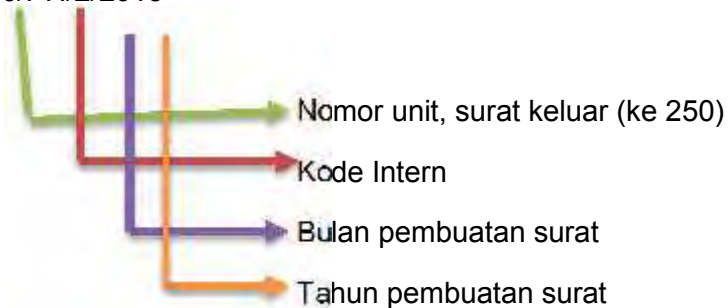 Nomor unit, surat keluar (ke 250)
Kode Intern
Bulan pembuatan surat
Tahun pembuatan surat